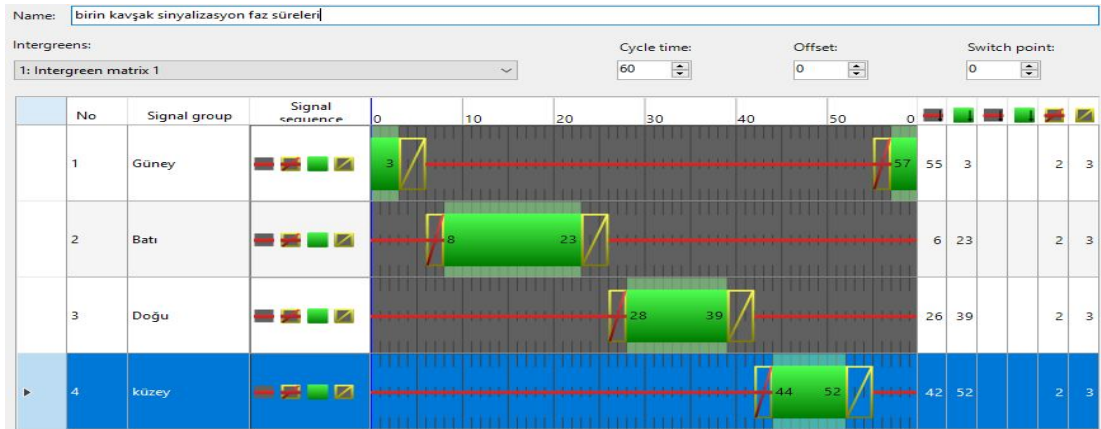 Name: birin kavşak sinyalizasyon faz süreleri
Intergreens: Cycle time: Offset: Switch point:
1: Intergreen matrix 1 60 0 0
No Signal group Signal sequence 0 10 20 30 40 50 0
1 Güney 3 57 55 3 2 3
2 Batı 8 23 6 23 2 3
3 Doğu 28 39 26 39 2 3
4 küzey 44 52 42 52 2 3